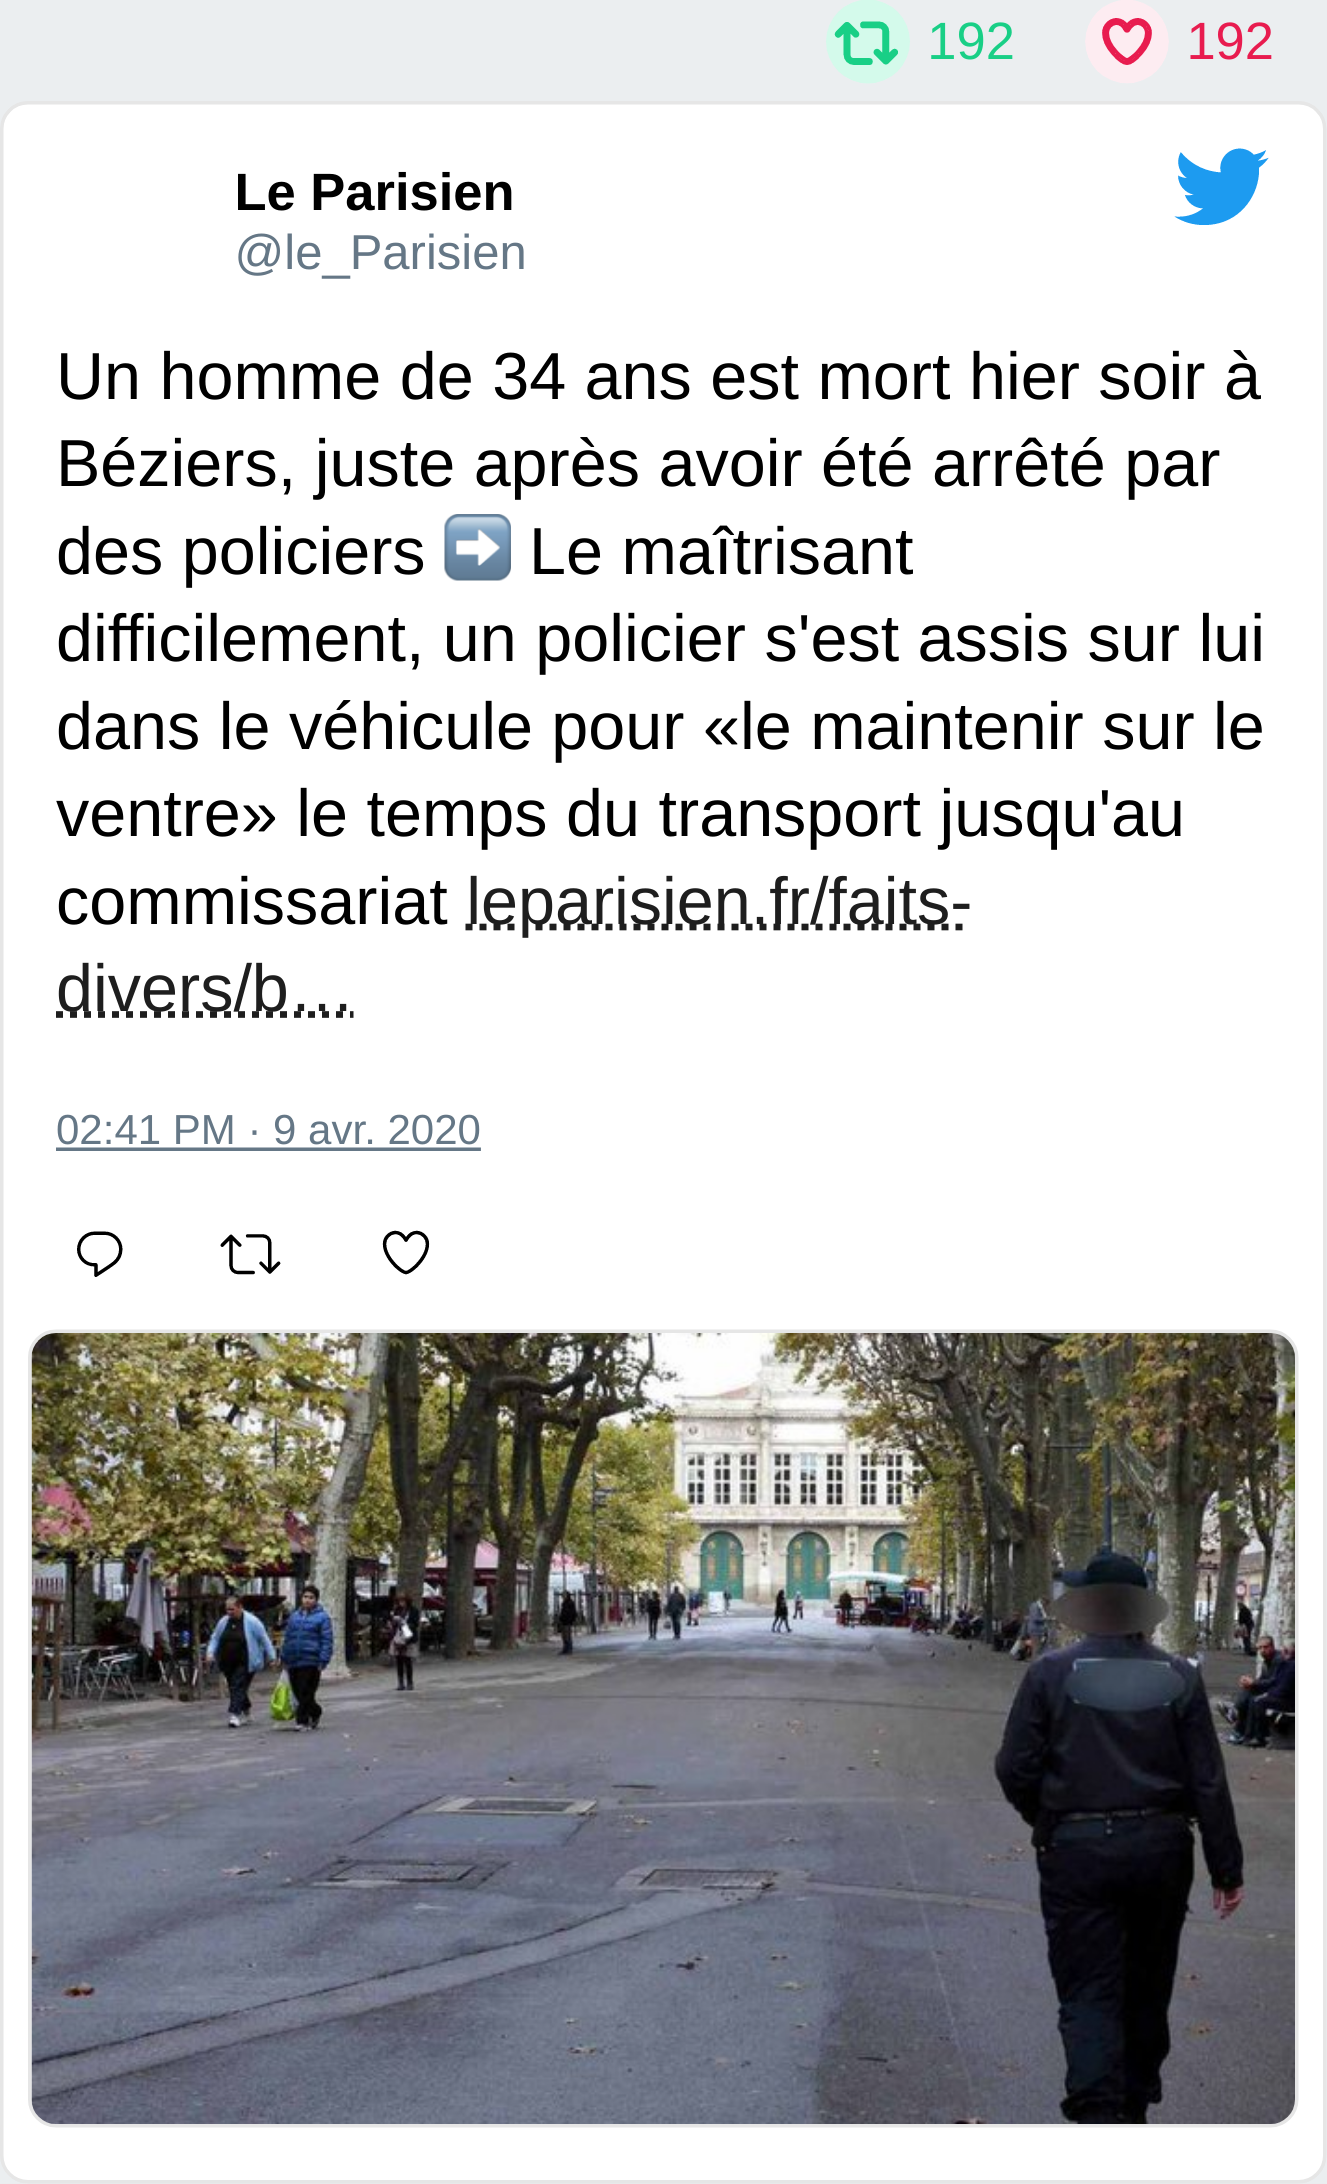 192 192
Le Parisien
@le_Parisien
Un homme de 34 ans est mort hier soir à
Béziers, juste après avoir été arrêté par
des policiers ➡️ Le maîtrisant
difficilement, un policier s'est assis sur lui
dans le véhicule pour «le maintenir sur le
ventre» le temps du transport jusqu'au
commissariat leparisien.fr/faits-
divers/b…
02:41 PM · 9 avr. 2020